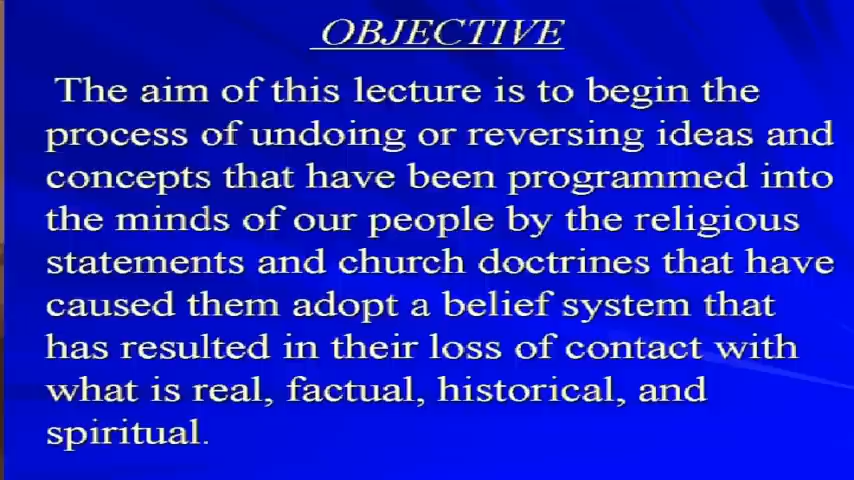 OBJECTIVE
The aim of this lecture is to begin the
process of undoing or reversing ideas and
concepts that have been programmed into
the minds of our people by the religious
statements and church doctrines that have
caused them adopt a belief system that
has resulted in their loss of contact with
what is real, factual, historical, and
spiritual.